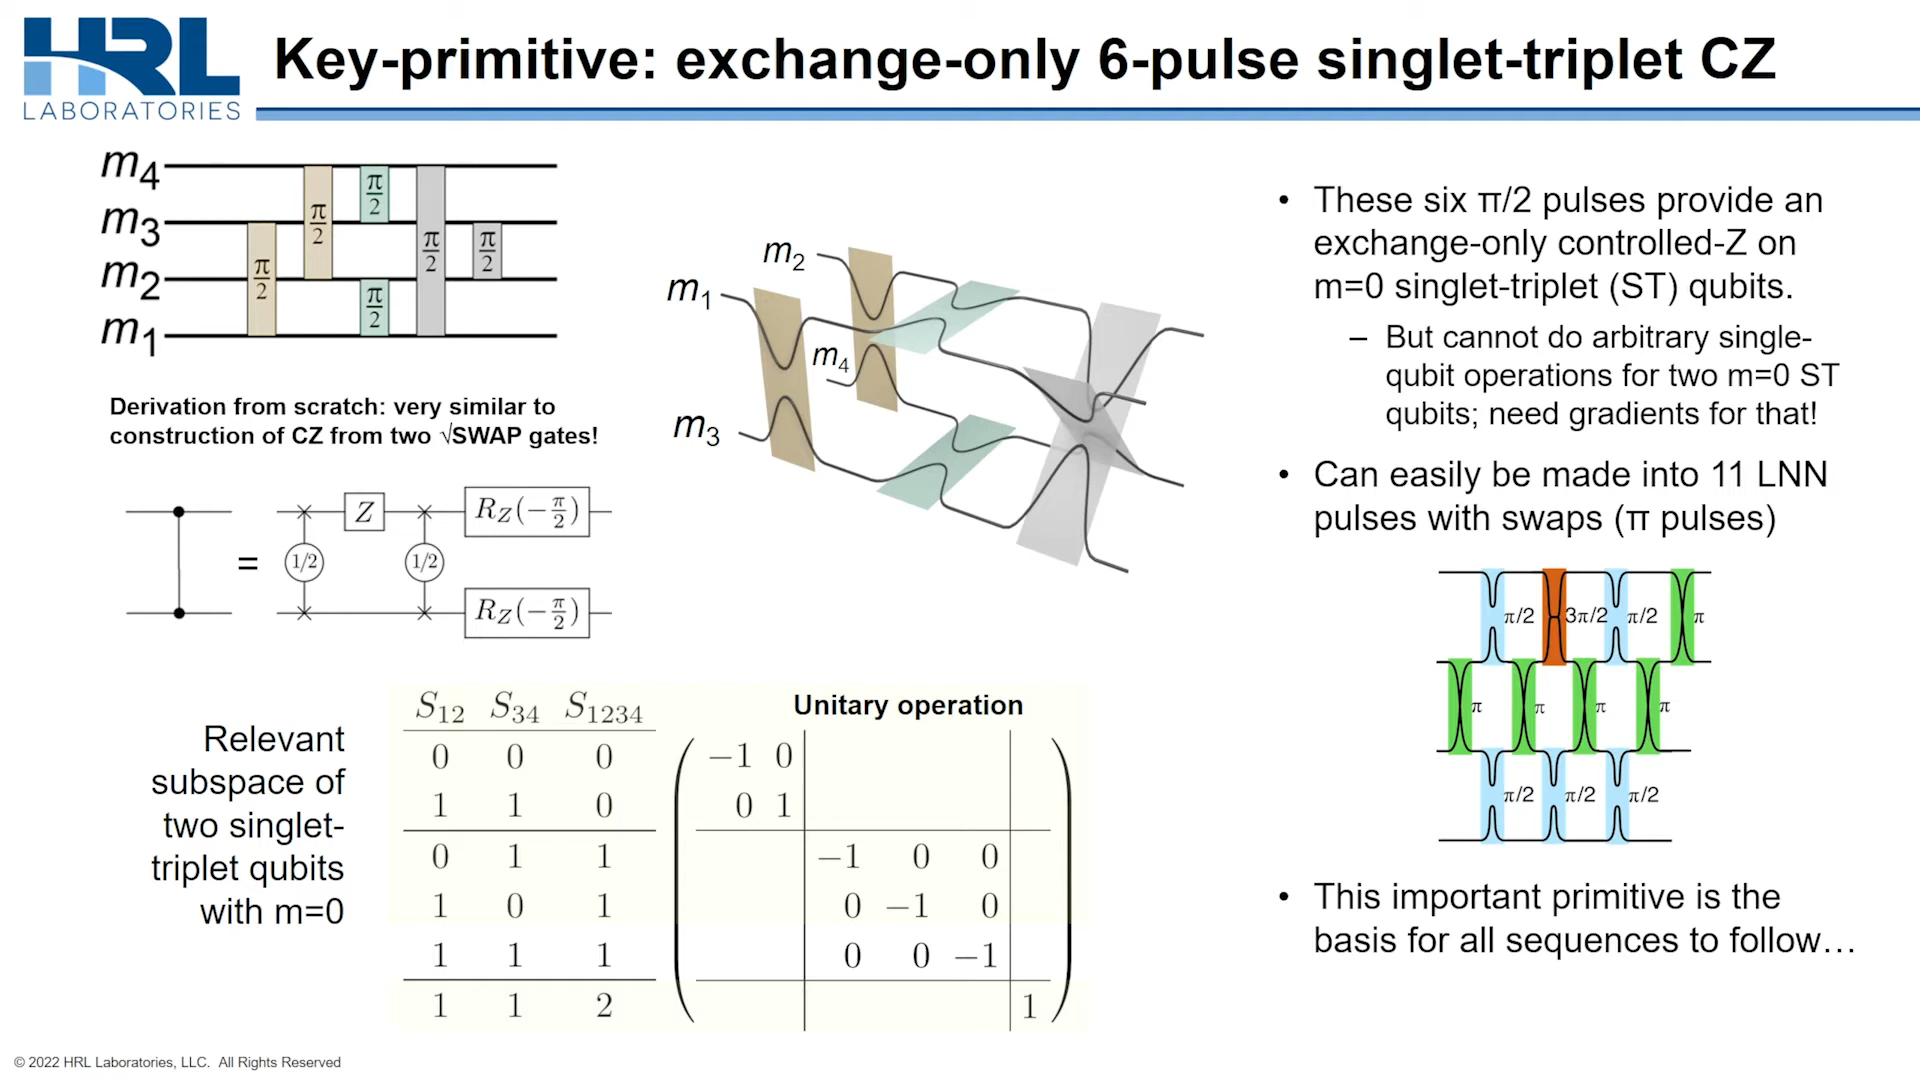 HRL
LABORATORIES
Key-primitive: exchange-only 6-pulse singlet-triplet CZ
m4
m3
m2
m1
π/2
π/2
π/2
π/2
π/2
π/2
Derivation from scratch: very similar to
construction of CZ from two √SWAP gates!
= 1/2 Z 1/2 R_Z(−π/2)
R_Z(−π/2)
m2
m1
m4
m3
Relevant
subspace of
two singlet-
triplet qubits
with m=0
S12 S34 S1234
0 0 0
1 1 0
0 1 1
1 0 1
1 1 1
1 1 2
Unitary operation
−1 0
0 1
−1 0 0
0 −1 0
0 0 −1
1
• These six π/2 pulses provide an
exchange-only controlled-Z on
m=0 singlet-triplet (ST) qubits.
– But cannot do arbitrary single-
qubit operations for two m=0 ST
qubits; need gradients for that!
• Can easily be made into 11 LNN
pulses with swaps (π pulses)
π/2 3π/2 π/2 π
π π π π
π/2 π/2 π/2
• This important primitive is the
basis for all sequences to follow…
© 2022 HRL Laboratories, LLC. All Rights Reserved